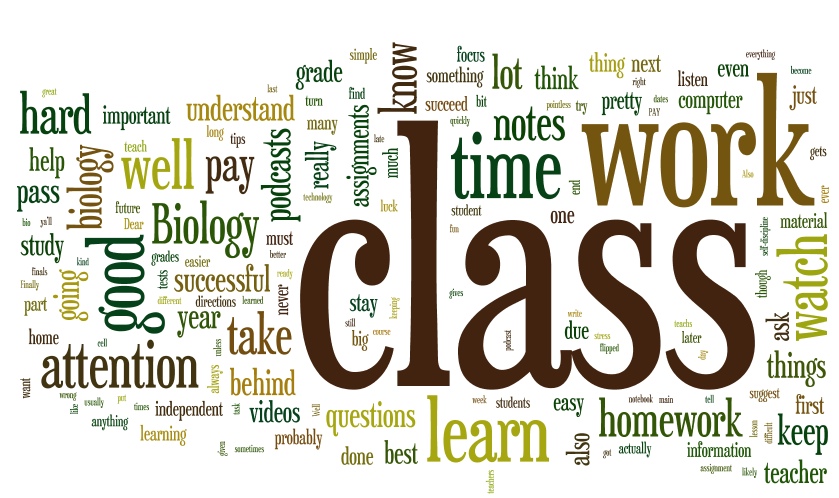 everything
simple
know
focus
lot
think
thing
next
even
become
grade
something
right
listen
great
last
turn
find
succeed
bit
pointless
try
pretty
dates
PAY
computer
just
hard
important
understand
many
late
quickly
notes
work
long
tips
podcasts
really
assignments
much
class
time
end
Also
gets
help
biology
teach
well
pay
technology
ever
pass
future
luck
student
one
bio
ya'll
Dear
Biology
must
fun
self-discipline
material
study
good
grades
easier
better
watch
finals
kind
going
tests
successful
ready
Finally
different
directions
learned
never
stay
keeping
gives
though
part
year
still
write
due
teachs
ask
home
cell
unless
take
big
course
podcast
stress
flipped
later
day
things
want
attention
always
behind
wrong
like
usually
put
times
independent
task
videos
Well
questions
week
students
easy
notebook
main
tell
suggest
first
anything
learn
homework
lesson
difficult
keep
learning
given
sometimes
probably
done
best
also
got
actually
information
assignment
likely
teacher
teachers